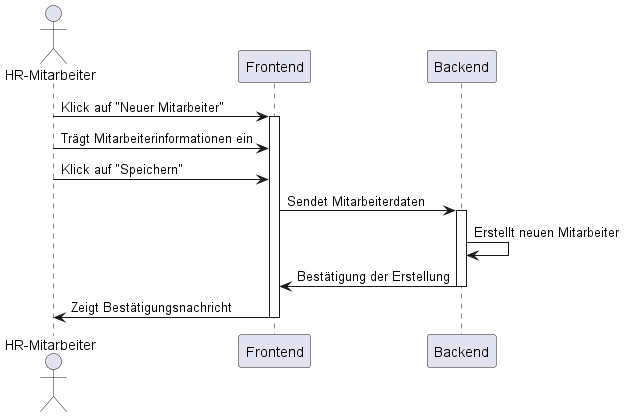 HR-Mitarbeiter
Frontend
Backend
Klick auf "Neuer Mitarbeiter"
Trägt Mitarbeiterinformationen ein
Klick auf "Speichern"
Sendet Mitarbeiterdaten
Erstellt neuen Mitarbeiter
Bestätigung der Erstellung
Zeigt Bestätigungsnachricht
HR-Mitarbeiter
Frontend
Backend